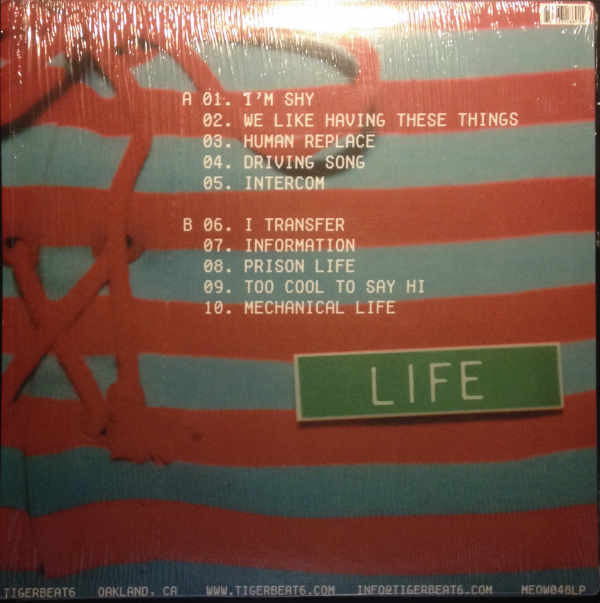 A 01. I'M SHY
02. WE LIKE HAVING THESE THINGS
03. HUMAN REPLACE
04. DRIVING SONG
05. INTERCOM
B 06. I TRANSFER
07. INFORMATION
08. PRISON LIFE
09. TOO COOL TO SAY HI
10. MECHANICAL LIFE
LIFE
TIGERBEAT6 OAKLAND, CA WWW.TIGERBEAT6.COM INFO@TIGERBEAT6.COM MEOW048LP